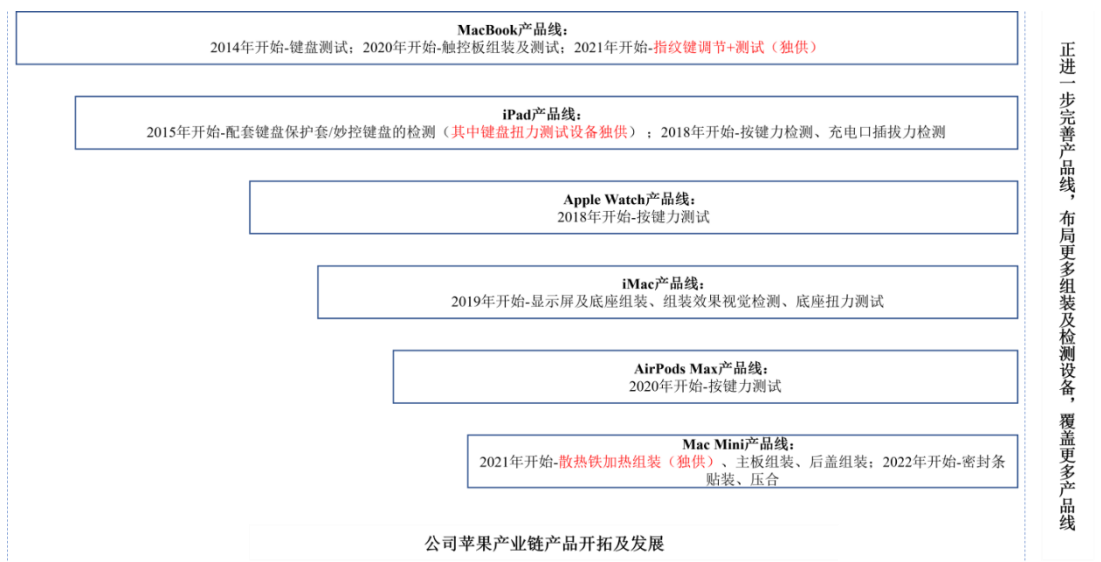 MacBook产品线：
2014年开始-键盘测试；2020年开始-触控板组装及测试；2021年开始-指纹键调节+测试（独供）
iPad产品线：
2015年开始-配套键盘保护套/妙控键盘的检测（其中键盘扭力测试设备独供）；2018年开始-按键力检测、充电口插拔力检测
Apple Watch产品线：
2018年开始-按键力测试
iMac产品线：
2019年开始-显示屏及底座组装、组装效果视觉检测、底座扭力测试
AirPods Max产品线：
2020年开始-按键力测试
Mac Mini产品线：
2021年开始-散热铁加热组装（独供）、主板组装、后盖组装；2022年开始-密封条
贴装、压合
公司苹果产业链产品开拓及发展
正进一步完善产品线，布局更多组装及检测设备，覆盖更多产品线